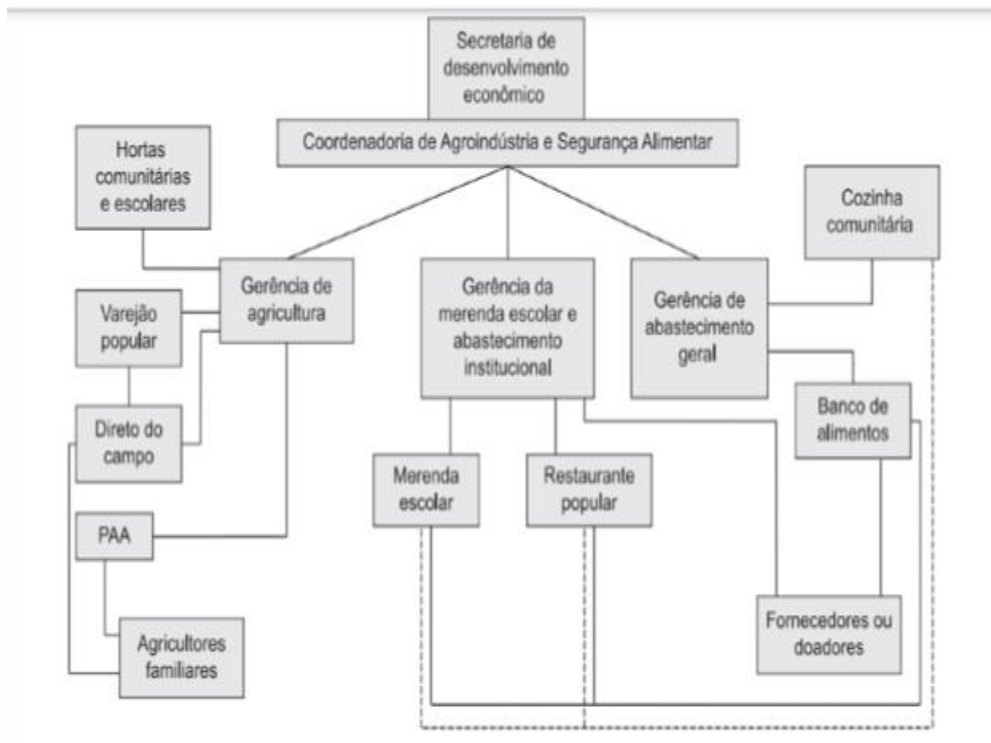 Secretaria de
desenvolvimento
econômico
Coordenadoria de Agroindústria e Segurança Alimentar
Hortas
comunitárias
e escolares
Cozinha
comunitária
Gerência de
agricultura
Gerência da
merenda escolar e
abastecimento
institucional
Gerência de
abastecimento
geral
Varejão
popular
Direto do
campo
Banco de
alimentos
Merenda
escolar
Restaurante
popular
PAA
Agricultores
familiares
Fornecedores ou
doadores